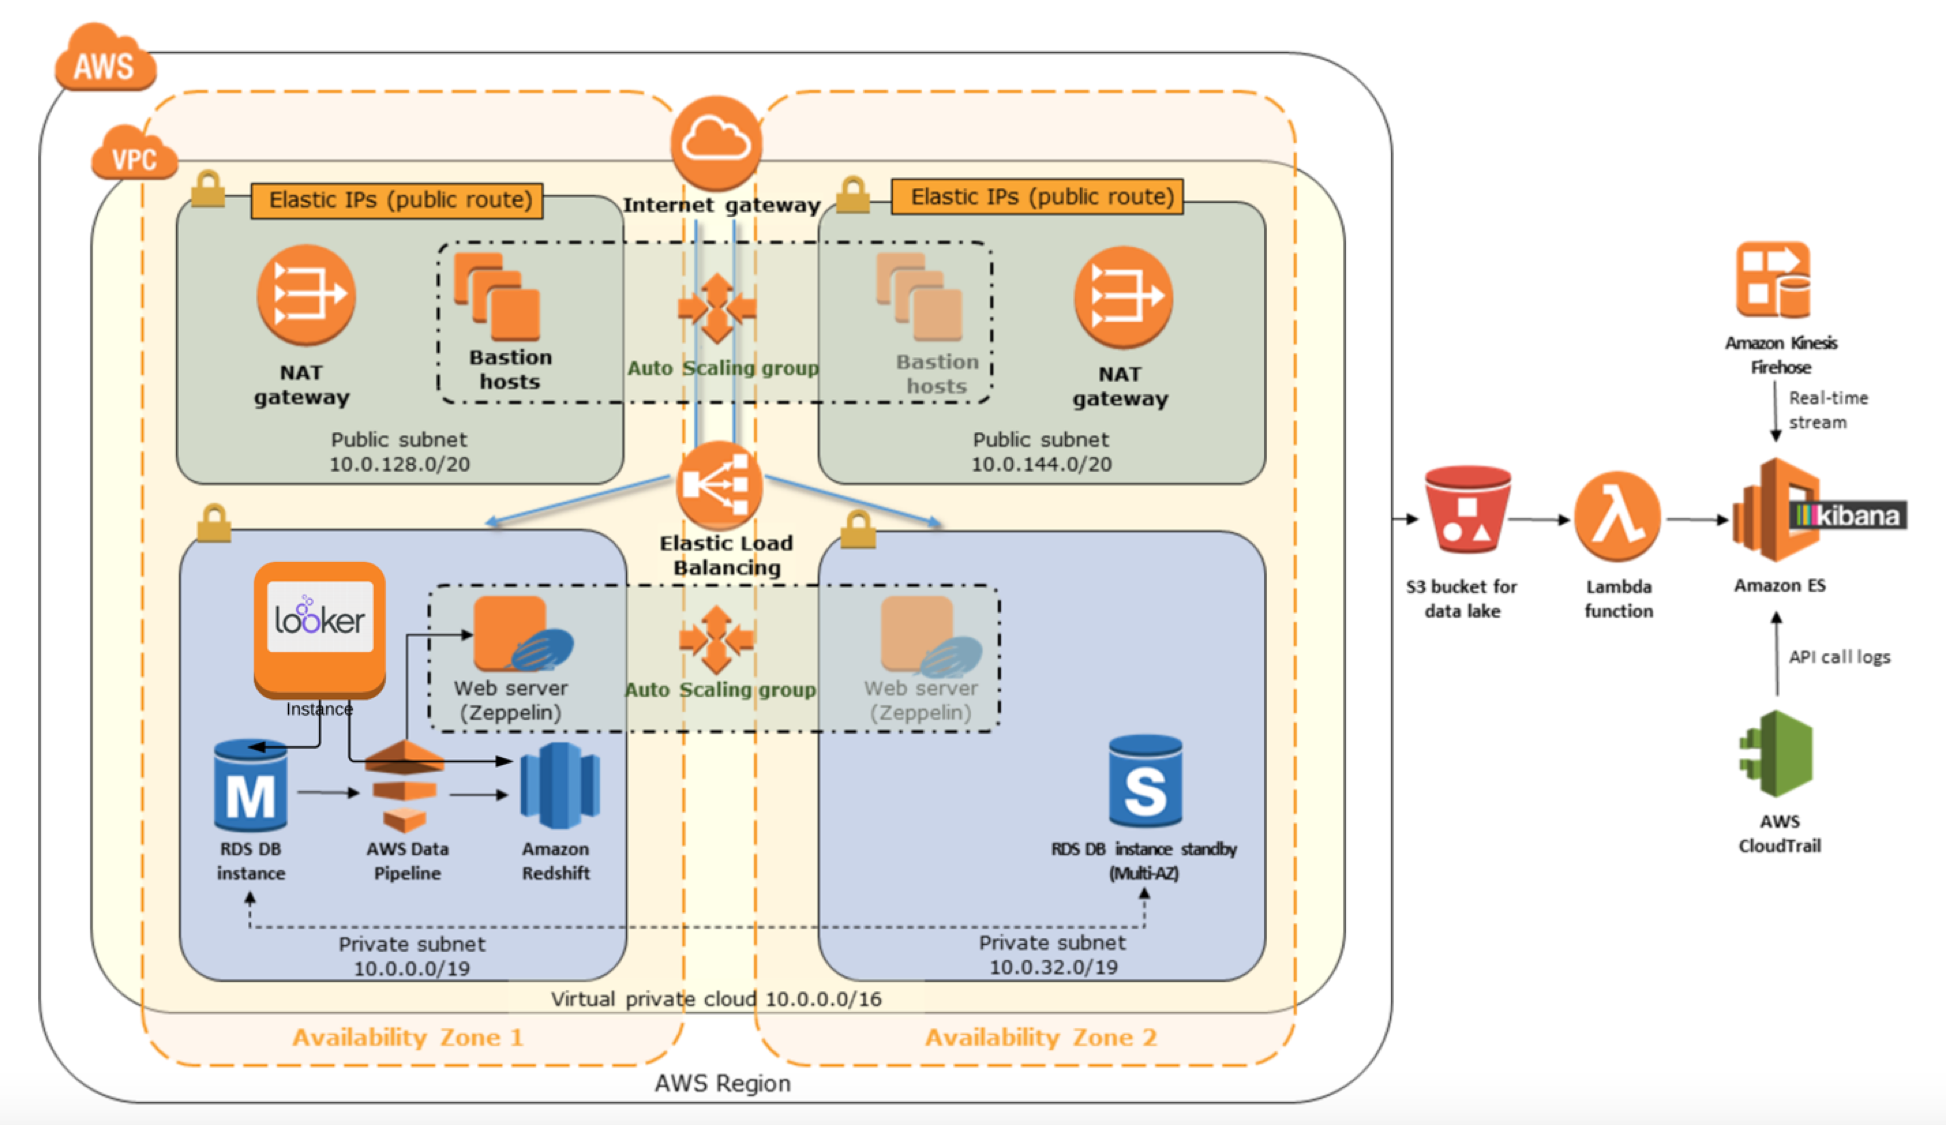 AWS
VPC
Elastic IPs (public route)
Internet gateway
Elastic IPs (public route)
NAT
gateway
Bastion
hosts
Auto Scaling group
Bastion
hosts
NAT
gateway
Public subnet
10.0.128.0/20
Public subnet
10.0.144.0/20
Elastic Load
Balancing
looker
Instance
Web server
(Zeppelin)
Auto Scaling group
Web server
(Zeppelin)
M
RDS DB
instance
AWS Data
Pipeline
Amazon
Redshift
S
RDS DB instance standby
(Multi-AZ)
Private subnet
10.0.0.0/19
Private subnet
10.0.32.0/19
Virtual private cloud 10.0.0.0/16
Availability Zone 1
Availability Zone 2
AWS Region
S3 bucket for
data lake
λ
Lambda
function
Amazon Kinesis
Firehose
Real-time
stream
kibana
Amazon ES
API call logs
AWS
CloudTrail